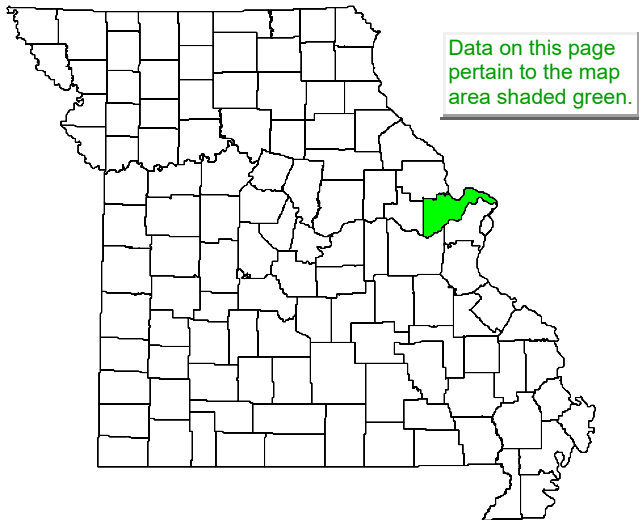 Data on this page
pertain to the map
area shaded green.